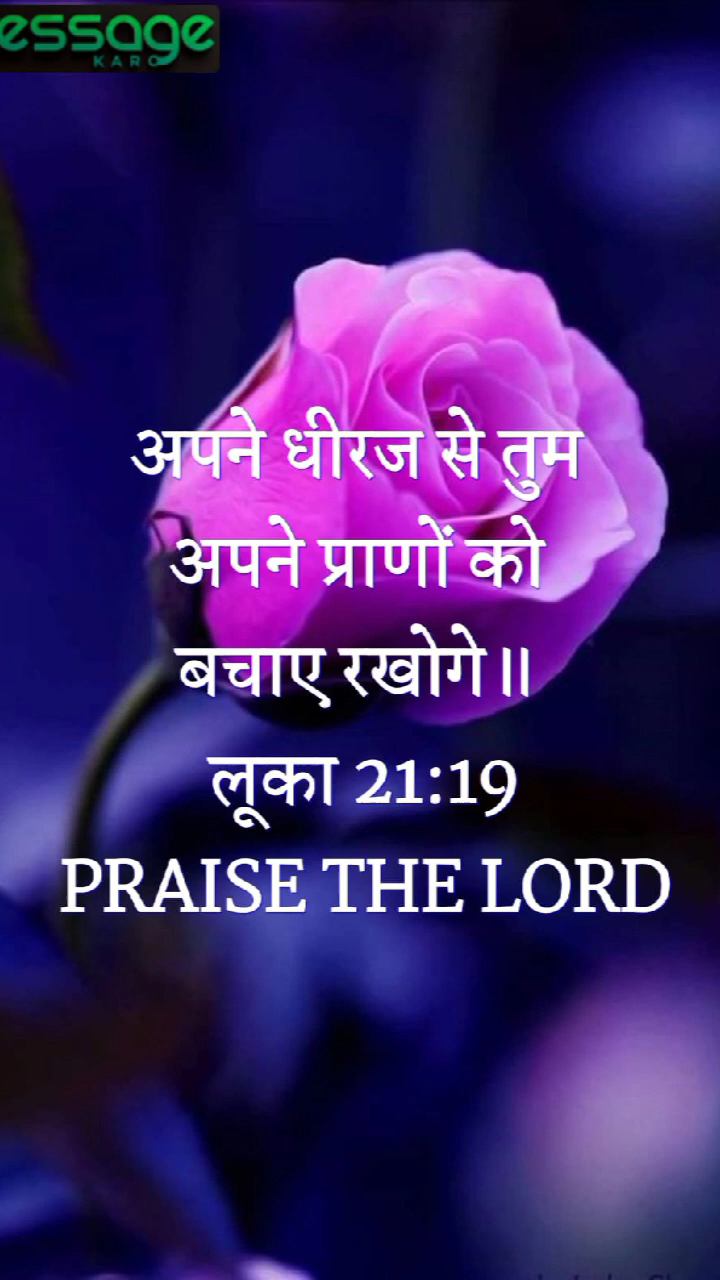 essage
KARO
अपने धीरज से तुम
अपने प्राणों को
बचाए रखोगे॥
लूका 21:19
PRAISE THE LORD